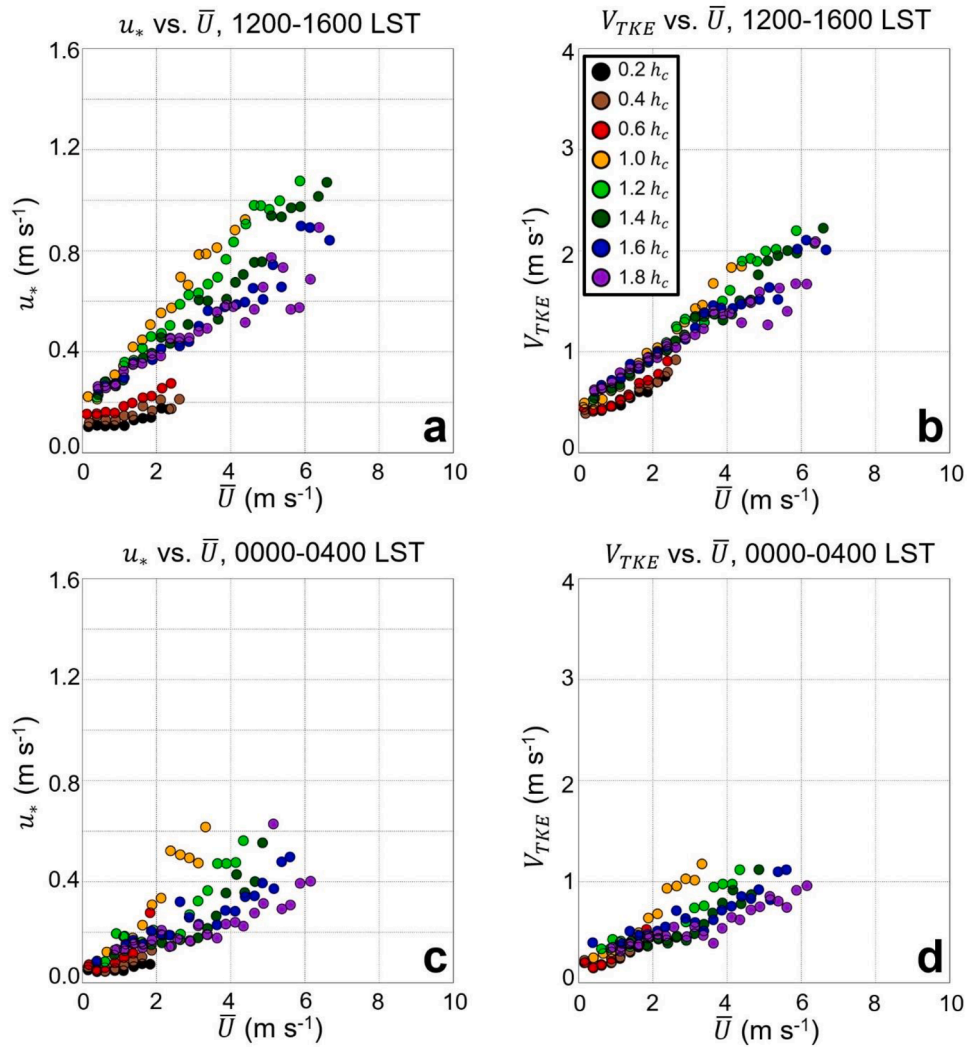 u* vs. U̅, 1200-1600 LST
1.6
1.2
0.8
0.4
0.0
u* (m s-1)
0 2 4 6 8 10
U̅ (m s-1)
a
VTKE vs. U̅, 1200-1600 LST
4
3
2
1
0
VTKE (m s-1)
0.2 hc
0.4 hc
0.6 hc
1.0 hc
1.2 hc
1.4 hc
1.6 hc
1.8 hc
0 2 4 6 8 10
U̅ (m s-1)
b
u* vs. U̅, 0000-0400 LST
1.6
1.2
0.8
0.4
0.0
u* (m s-1)
0 2 4 6 8 10
U̅ (m s-1)
c
VTKE vs. U̅, 0000-0400 LST
4
3
2
1
0
VTKE (m s-1)
0 2 4 6 8 10
U̅ (m s-1)
d